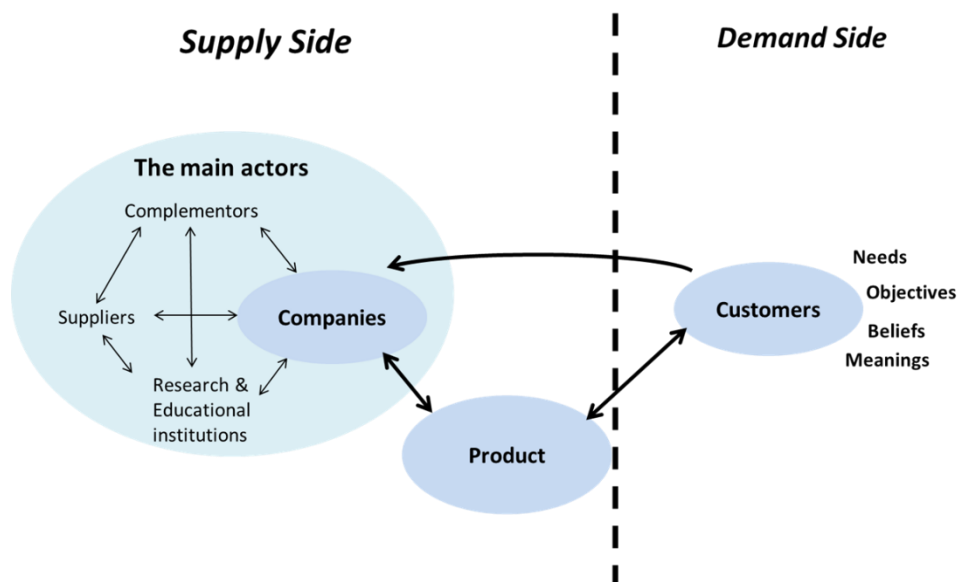 Supply Side
Demand Side
The main actors
Complementors
Suppliers
Companies
Research &
Educational
institutions
Product
Customers
Needs
Objectives
Beliefs
Meanings